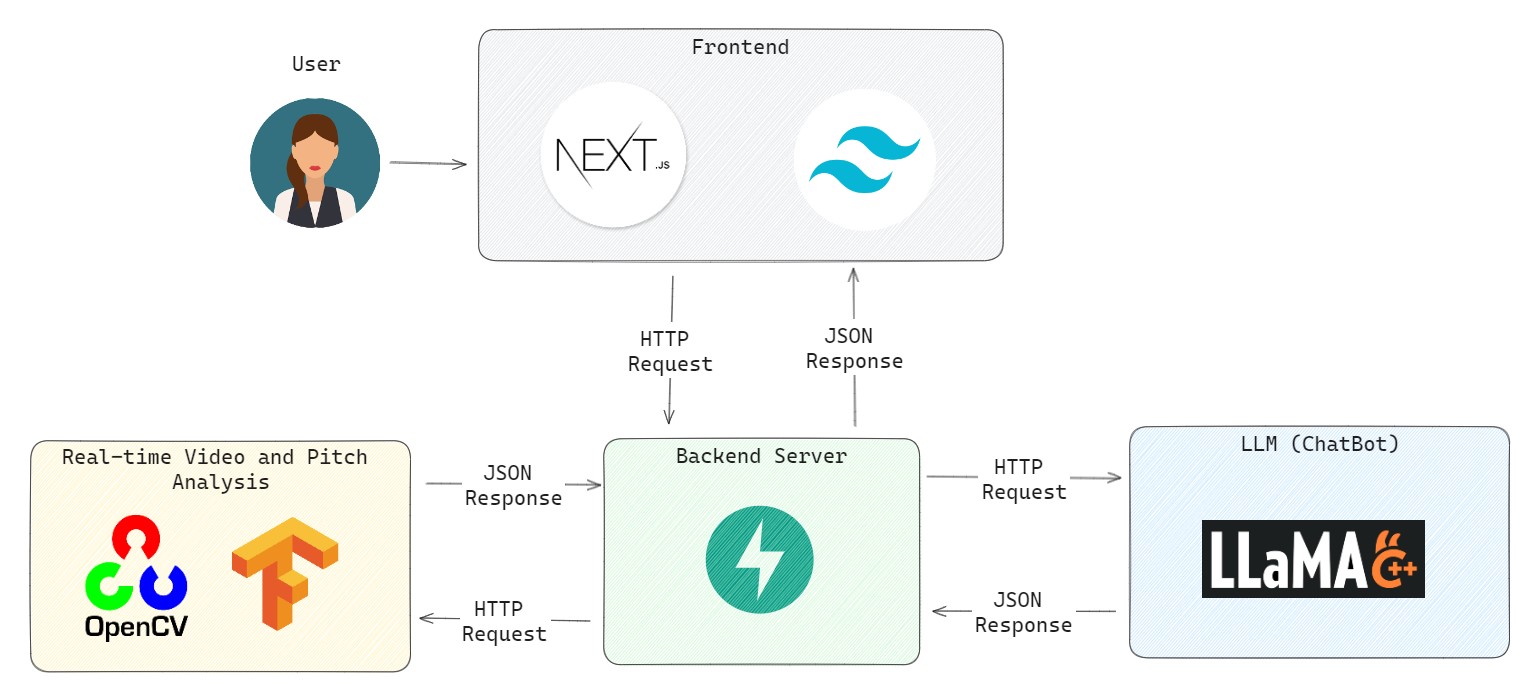 User
Frontend
NEXT.JS
HTTP
Request
JSON
Response
Real-time Video and Pitch
Analysis
OpenCV
JSON
Response
HTTP
Request
Backend Server
HTTP
Request
JSON
Response
LLM (ChatBot)
LLaMA C++